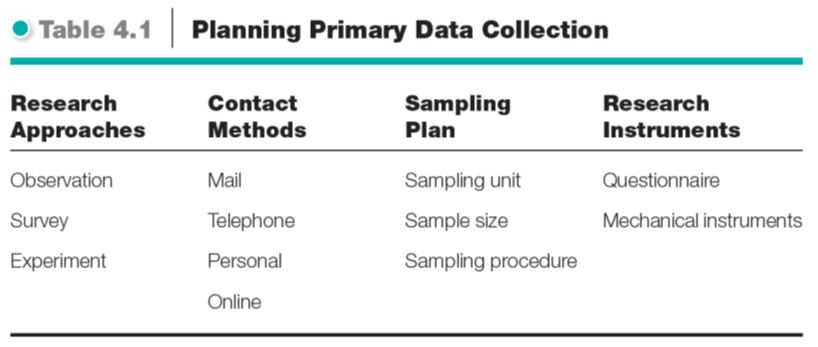 Table 4.1 Planning Primary Data Collection
Research Approaches Contact Methods Sampling Plan Research Instruments
Observation Mail Sampling unit Questionnaire
Survey Telephone Sample size Mechanical instruments
Experiment Personal Sampling procedure
Online